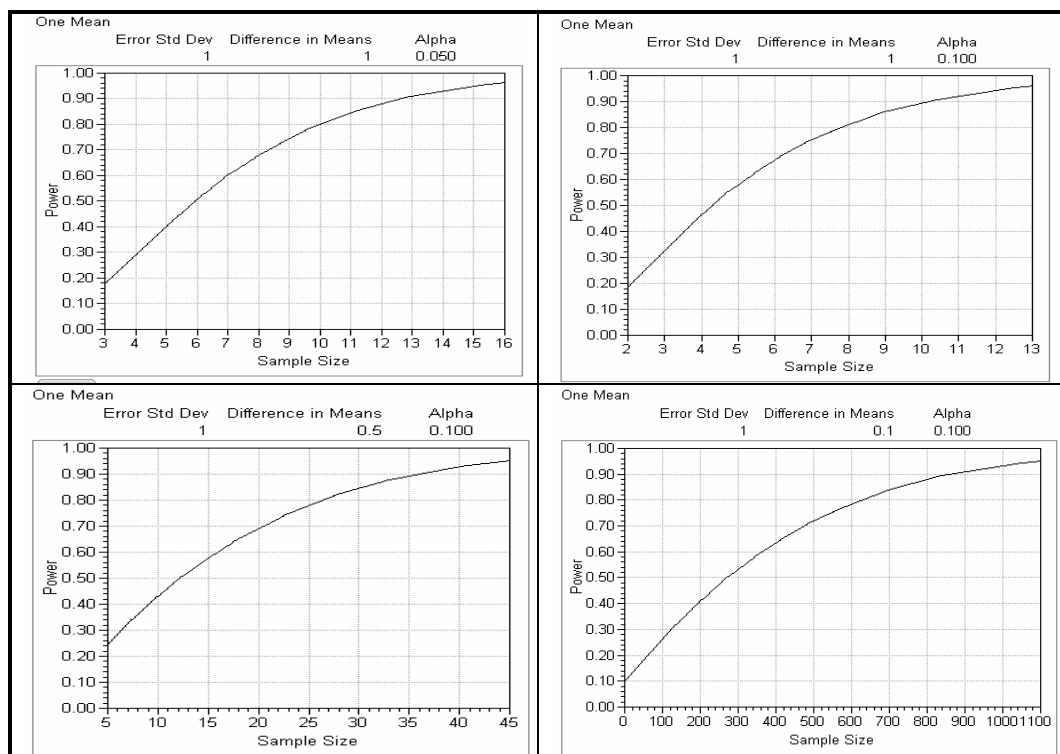 One Mean
Error Std Dev Difference in Means Alpha
1 1 0.050
1.00
0.90
0.80
0.70
0.60
0.50
0.40
0.30
0.20
0.10
0.00
Power
3 4 5 6 7 8 9 10 11 12 13 14 15 16
Sample Size
One Mean
Error Std Dev Difference in Means Alpha
1 1 0.100
1.00
0.90
0.80
0.70
0.60
0.50
0.40
0.30
0.20
0.10
0.00
Power
2 3 4 5 6 7 8 9 10 11 12 13
Sample Size
One Mean
Error Std Dev Difference in Means Alpha
1 0.5 0.100
1.00
0.90
0.80
0.70
0.60
0.50
0.40
0.30
0.20
0.10
0.00
Power
5 10 15 20 25 30 35 40 45
Sample Size
One Mean
Error Std Dev Difference in Means Alpha
1 0.1 0.100
1.00
0.90
0.80
0.70
0.60
0.50
0.40
0.30
0.20
0.10
0.00
Power
0 100 200 300 400 500 600 700 800 900 1000 1100
Sample Size